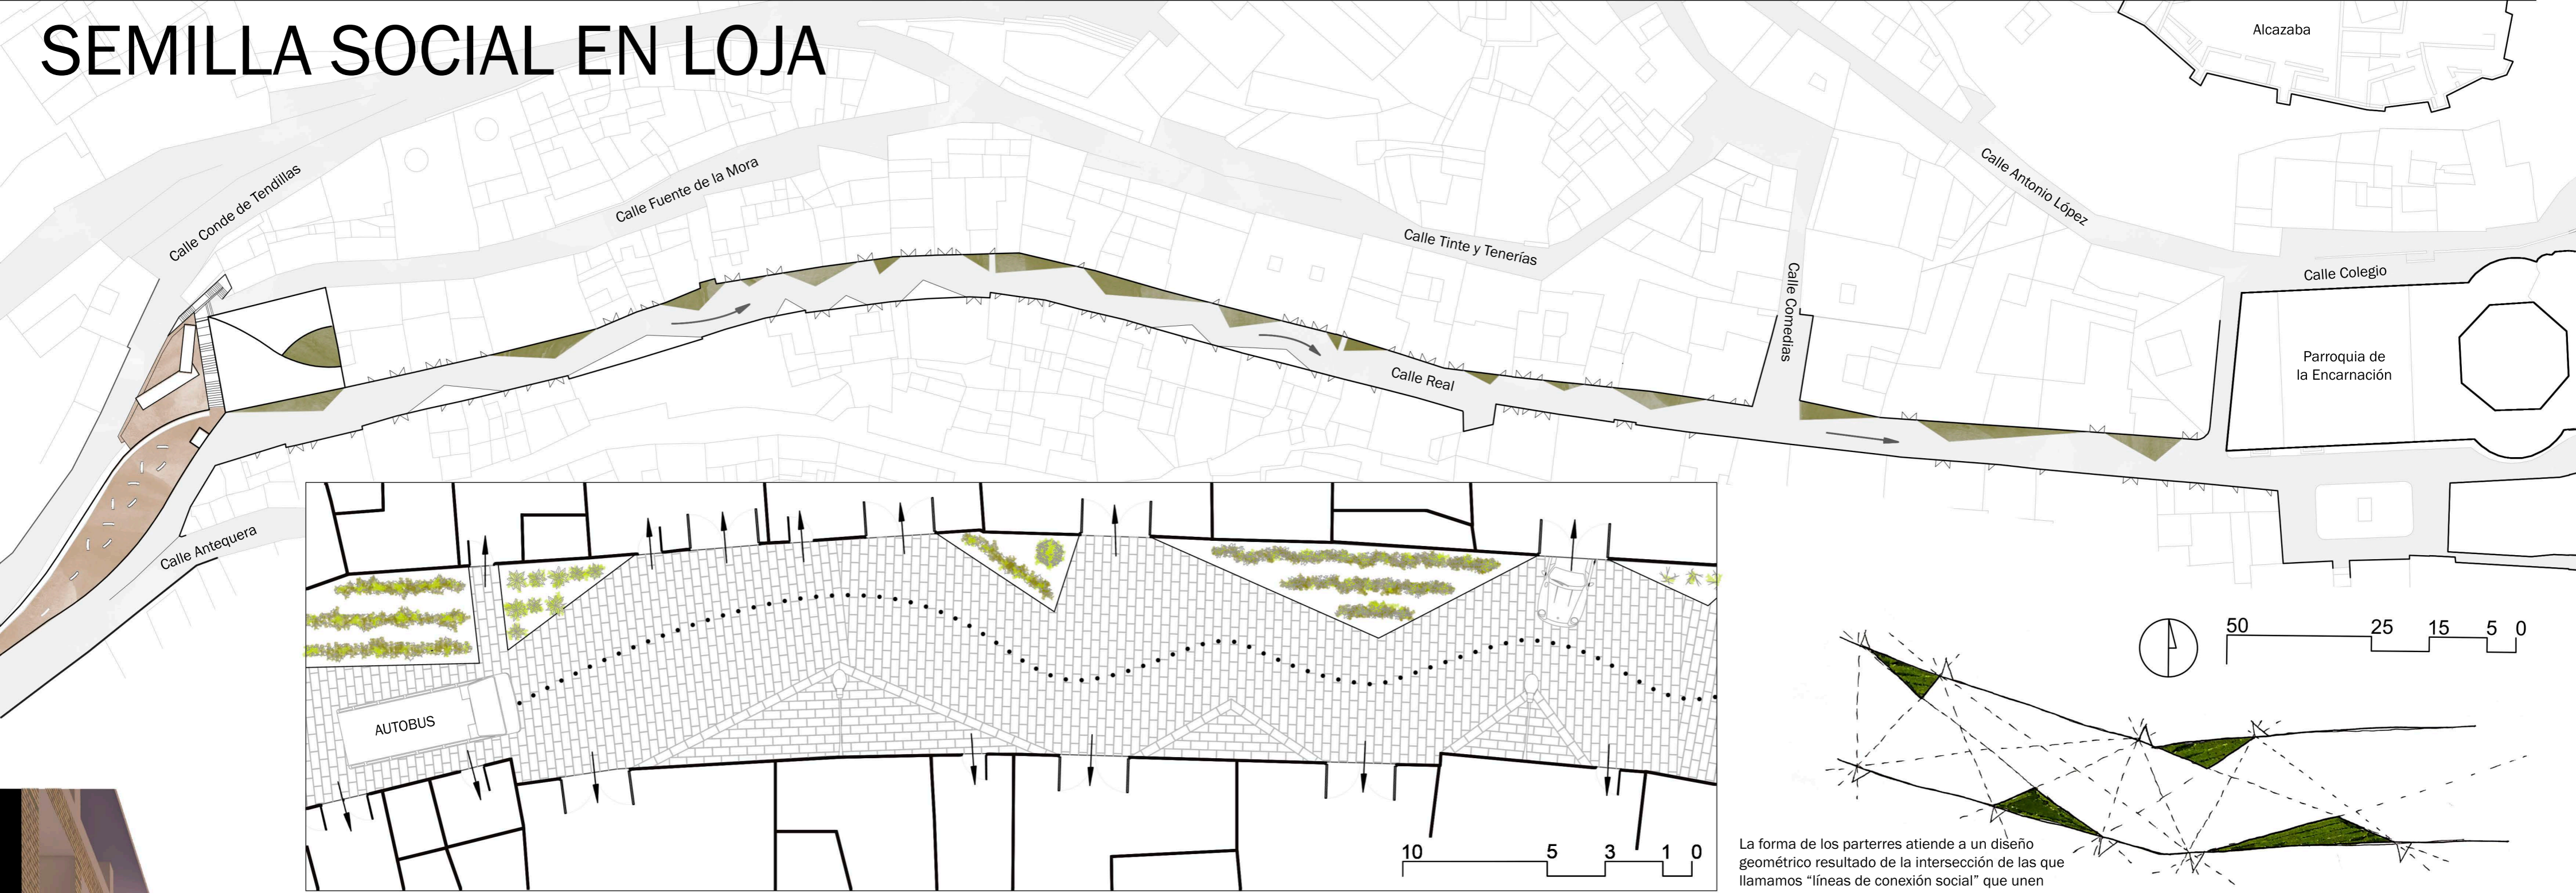 SEMILLA SOCIAL EN LOJA
Alcazaba
Calle Conde de Tendillas
Calle Fuente de la Mora
Calle Tinte y Tenerías
Calle Antonio López
Calle Comedias
Calle Colegio
Parroquia de
la Encarnación
Calle Real
Calle Antequera
AUTOBUS
10 5 3 1 0
50 25 15 5 0
La forma de los parterres atiende a un diseño
geométrico resultado de la intersección de las que
llamamos “líneas de conexión social” que unen